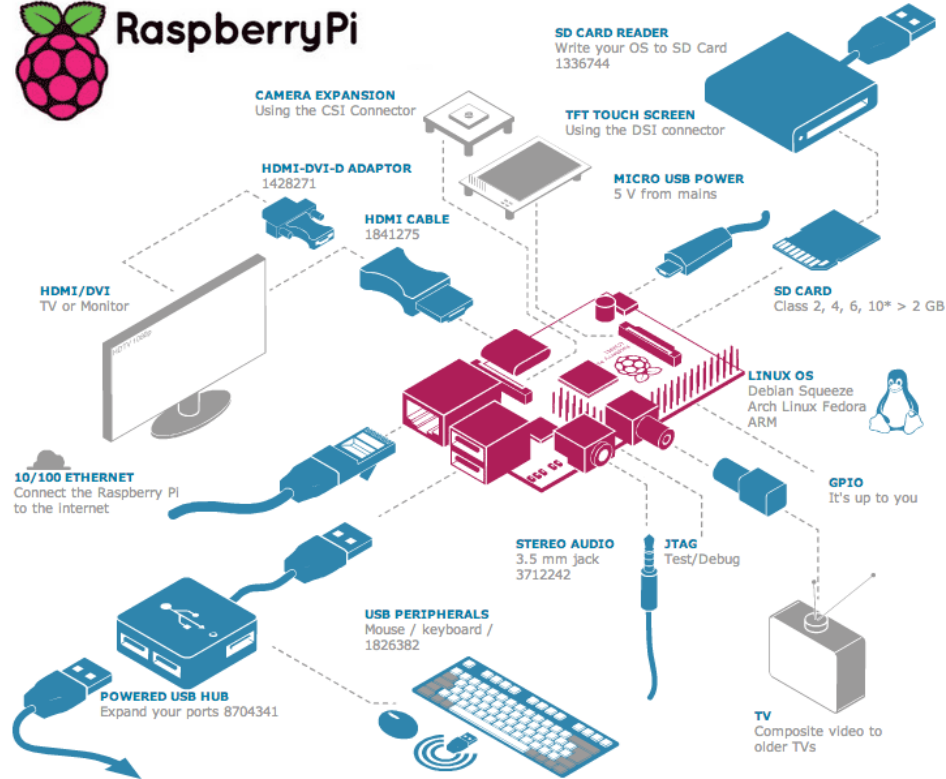 RaspberryPi
SD CARD READER
Write your OS to SD Card
1336744
CAMERA EXPANSION
Using the CSI Connector
TFT TOUCH SCREEN
Using the DSI connector
HDMI-DVI-D ADAPTOR
1428271
MICRO USB POWER
5 V from mains
HDMI CABLE
1841275
HDMI/DVI
TV or Monitor
SD CARD
Class 2, 4, 6, 10* > 2 GB
HDTV 1080p
Raspberry Pi
LINUX OS
Debian Squeeze
Arch Linux Fedora
ARM
10/100 ETHERNET
Connect the Raspberry Pi
to the internet
GPIO
It's up to you
STEREO AUDIO
3.5 mm jack
3712242
JTAG
Test/Debug
USB PERIPHERALS
Mouse / keyboard /
1826382
POWERED USB HUB
Expand your ports 8704341
TV
Composite video to
older TVs